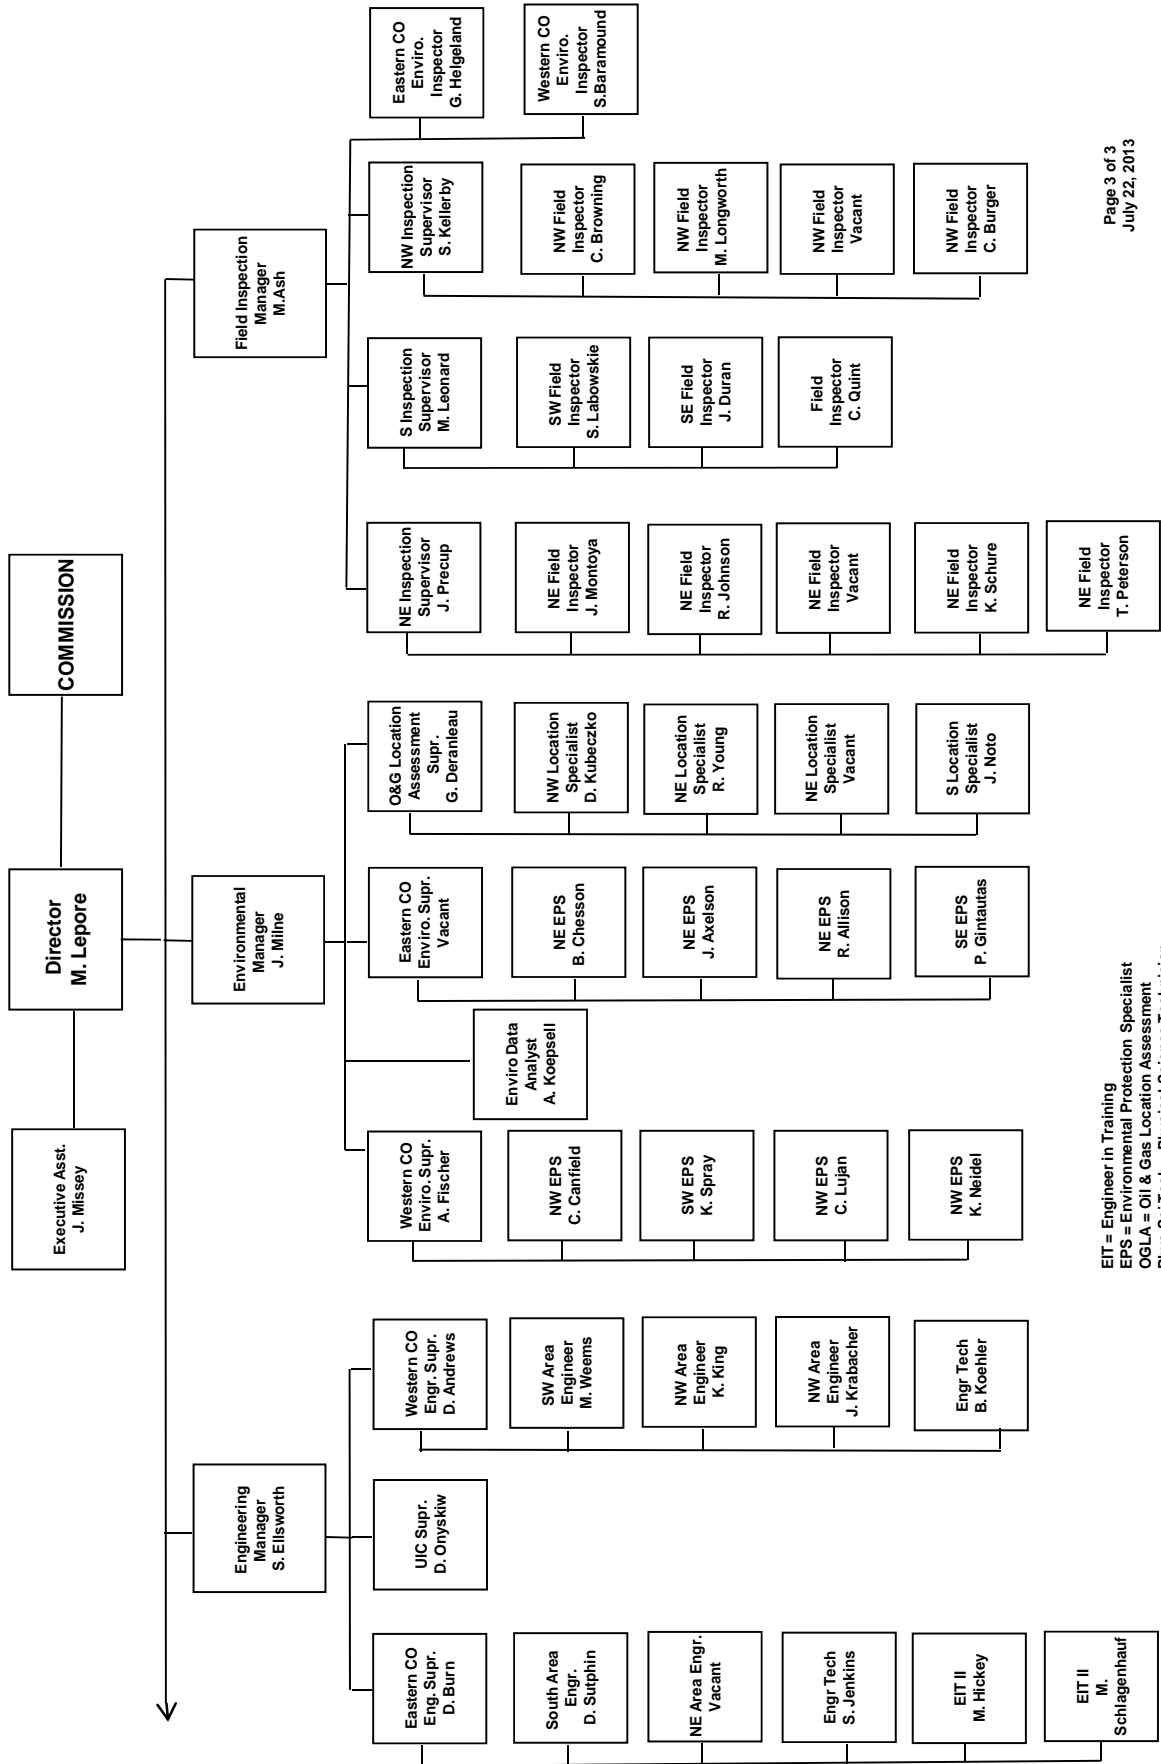 COMMISSION
Director
M. Lepore
Executive Asst.
J. Missey
Engineering
Manager
S. Ellsworth
Environmental
Manager
J. Milne
Field Inspection
Manager
M.Ash
Eastern CO
Eng. Supr.
D. Burn
South Area
Engr.
D. Sutphin
NE Area Engr.
Vacant
Engr Tech
S. Jenkins
EIT II
M. Hickey
EIT II
M.
Schlagenhauf
UIC Supr.
D. Onyskiw
Western CO
Engr. Supr.
D. Andrews
SW Area
Engineer
M. Weems
NW Area
Engineer
K. King
NW Area
Engineer
J. Krabacher
Engr Tech
B. Koehler
Western CO
Enviro. Supr.
A. Fischer
NW EPS
C. Canfield
SW EPS
K. Spray
NW EPS
C. Lujan
NW EPS
K. Neidel
Enviro Data
Analyst
A. Koepsell
Eastern CO
Enviro. Supr.
Vacant
NE EPS
B. Chesson
NE EPS
J. Axelson
NE EPS
R. Allison
SE EPS
P. Gintautas
O&G Location
Assessment
Supr.
G. Deranleau
NW Location
Specialist
D. Kubeczko
NE Location
Specialist
R. Young
NE Location
Specialist
Vacant
S Location
Specialist
J. Noto
NE Inspection
Supervisor
J. Precup
NE Field
Inspector
J. Montoya
NE Field
Inspector
R. Johnson
NE Field
Inspector
Vacant
NE Field
Inspector
K. Schure
NE Field
Inspector
T. Peterson
S Inspection
Supervisor
M. Leonard
SW Field
Inspector
S. Labowskie
SE Field
Inspector
J. Duran
Field
Inspector
C. Quint
NW Inspection
Supervisor
S. Kellerby
NW Field
Inspector
C. Browning
NW Field
Inspector
M. Longworth
NW Field
Inspector
Vacant
NW Field
Inspector
C. Burger
Eastern CO
Enviro.
Inspector
G. Helgeland
Western CO
Enviro.
Inspector
S.Baramound
EIT = Engineer in Training
EPS = Environmental Protection Specialist
OGLA = Oil & Gas Location Assessment
Page 3 of 3
July 22, 2013